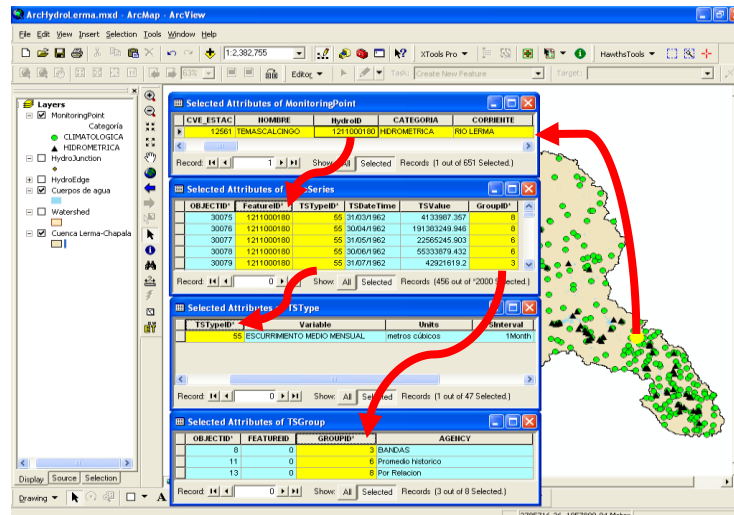 ArcHydroLerma.mxd - ArcMap - ArcView
File Edit View Insert Selection Tools Window Help
1:2,382,755 XTools Pro HawthsTools
63% Editor Task: Create New Feature Target:
Layers
MonitoringPoint
Categoría
CLIMATOLOGICA
HIDROMETRICA
HydroJunction
HydroEdge
Cuerpos de agua
Watershed
Cuenca Lerma-Chapala
Display Source Selection
Drawing A
Selected Attributes of MonitoringPoint
CVE_ESTAC NOMBRE HydroID CATEGORIA CORRIENTE
12561 TEMASCALCINGO 1211000180 HIDROMETRICA RIO LERMA
Record: 1 Show: All Selected Records (1 out of 651 Selected.)
Selected Attributes of Series
OBJECTID* FeatureID* TSTypeID* TSDateTime TSValue GroupID*
30075 1211000180 55 31/03/1962 4133987.357 8
30076 1211000180 55 30/04/1962 191383249.946 8
30077 1211000180 55 31/05/1962 22565245.903 6
30078 1211000180 55 30/06/1962 55333879.432 6
30079 1211000180 55 31/07/1962 42921619.2 3
Record: 0 Show: All Selected Records (456 out of *2000 Selected.)
Selected Attributes of TSType
TSTypeID* Variable Units TSInterval
55 ESCURRIMIENTO MEDIO MENSUAL metros cúbicos 1Month
Record: 0 Show: All Selected Records (1 out of 47 Selected.)
Selected Attributes of TSGroup
OBJECTID* FEATUREID GROUPID* AGENCY
8 0 3 BANDAS
11 0 6 Promedio historico
13 0 8 Por Relacion
Record: 0 Show: All Selected Records (3 out of 8 Selected.)